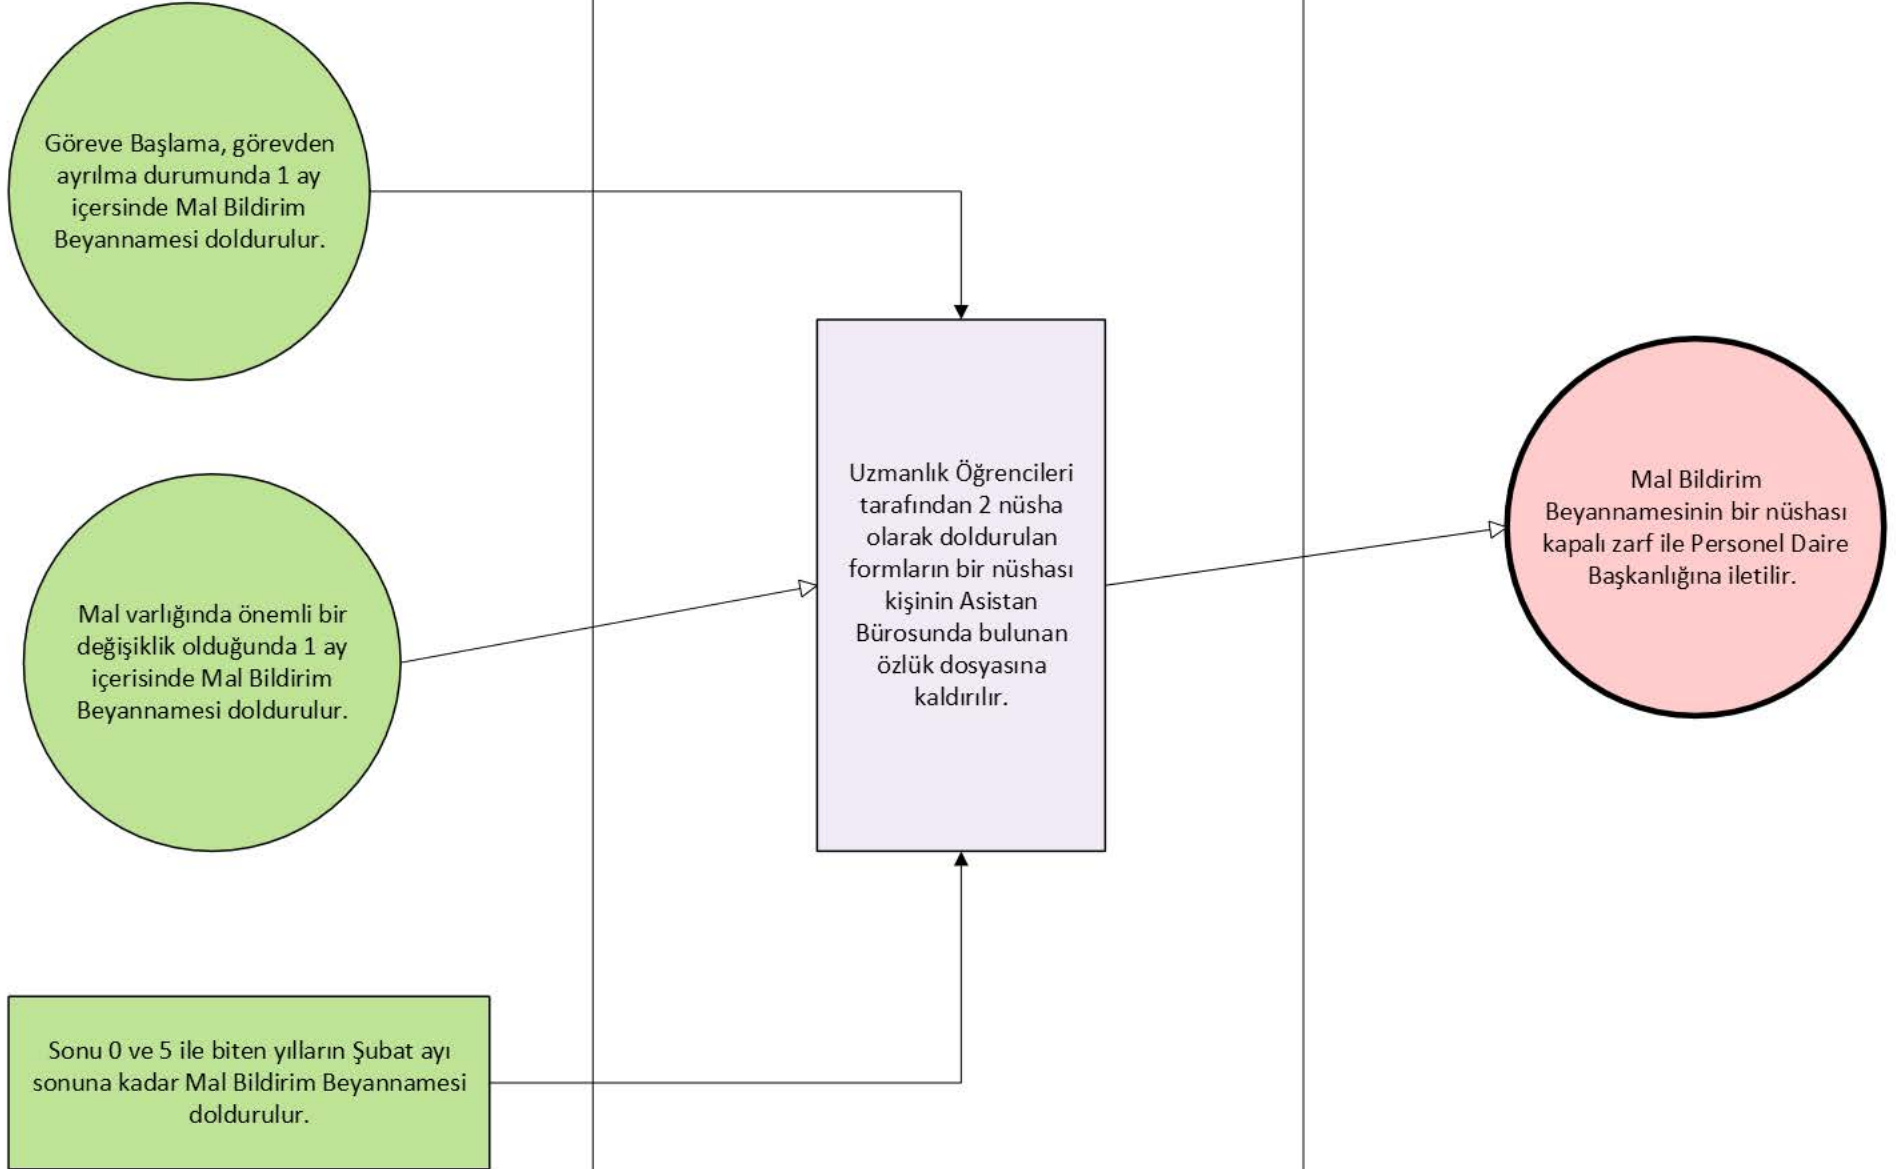 Göreve Başlama, görevden
ayrılma durumunda 1 ay
içersinde Mal Bildirim
Beyannamesi doldurulur.
Mal varlığında önemli bir
değişiklik olduğunda 1 ay
içerisinde Mal Bildirim
Beyannamesi doldurulur.
Sonu 0 ve 5 ile biten yılların Şubat ayı
sonuna kadar Mal Bildirim Beyannamesi
doldurulur.
Uzmanlık Öğrencileri
tarafından 2 nüsha
olarak doldurulan
formların bir nüshası
kişinin Asistan
Bürosunda bulunan
özlük dosyasına
kaldırılır.
Mal Bildirim
Beyannamesinin bir nüshası
kapalı zarf ile Personel Daire
Başkanlığına iletilir.